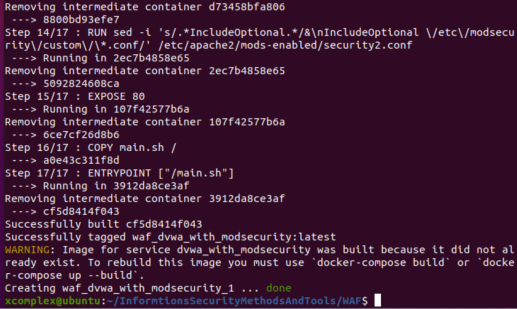 Removing intermediate container d73458bfa806
 ---> 8800bd93efe7
Step 14/17 : RUN sed -i 's/.*IncludeOptional.*/&\nIncludeOptional \/etc\/modsecu
rity\/custom\/\*.conf/' /etc/apache2/mods-enabled/security2.conf
 ---> Running in 2ec7b4858e65
Removing intermediate container 2ec7b4858e65
 ---> 5092824608ca
Step 15/17 : EXPOSE 80
 ---> Running in 107f42577b6a
Removing intermediate container 107f42577b6a
 ---> 6ce7cf26d8b6
Step 16/17 : COPY main.sh /
 ---> a0e43c311f8d
Step 17/17 : ENTRYPOINT ["/main.sh"]
 ---> Running in 3912da8ce3af
Removing intermediate container 3912da8ce3af
 ---> cf5d8414f043
Successfully built cf5d8414f043
Successfully tagged waf_dvwa_with_modsecurity:latest
WARNING: Image for service dvwa_with_modsecurity was built because it did not al
ready exist. To rebuild this image you must use `docker-compose build` or `docke
r-compose up --build`.
Creating waf_dvwa_with_modsecurity_1 ... done
xcomplex@ubuntu:~/InformtionsSecurityMethodsAndTools/WAF$